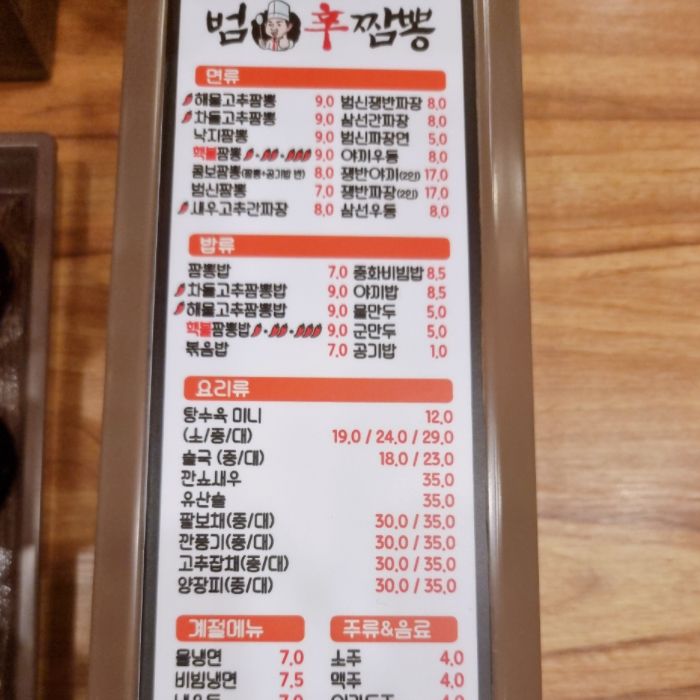 범辛짬뽕
면류
해물고추짬뽕 9.0 범신쟁반짜장 8.0
차돌고추짬뽕 9.0 삼선간짜장 8.0
낙지짬뽕 9.0 범신짜장면 5.0
핵불짬뽕 9.0 야끼우동 8.0
콤보짬뽕(짬뽕+공기밥 반) 8.0 쟁반야끼(2인) 17.0
범신짬뽕 7.0 쟁반짜장(2인) 17.0
새우고추간짜장 8.0 삼선우동 8.0
밥류
짬뽕밥 7.0 중화비빔밥 8.5
차돌고추짬뽕밥 9.0 야끼밥 8.5
해물고추짬뽕밥 9.0 물만두 5.0
핵불짬뽕밥 9.0 군만두 5.0
볶음밥 7.0 공기밥 1.0
요리류
탕수육 미니 12.0
(소/중/대) 19.0 / 24.0 / 29.0
술국 (중/대) 18.0 / 23.0
깐쇼새우 35.0
유산슬 35.0
팔보채(중/대) 30.0 / 35.0
깐풍기(중/대) 30.0 / 35.0
고추잡채(중/대) 30.0 / 35.0
양장피(중/대) 30.0 / 35.0
계절메뉴 주류&음료
물냉면 7.0 소주 4.0
비빔냉면 7.5 맥주 4.0